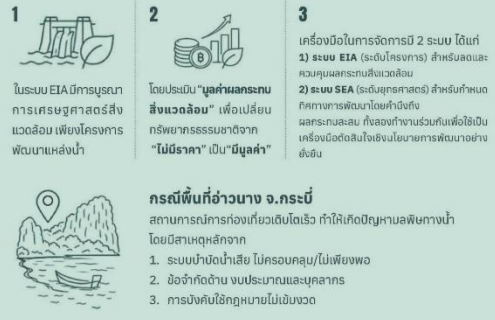 1
ในระบบ EIA มีการบูรณา
การเศรษฐศาสตร์สิ่ง
แวดล้อม เพียงโครงการ
พัฒนาแหล่งน้ำ
2
โดยประเมิน "มูลค่าผลกระทบ
สิ่งแวดล้อม" เพื่อเปลี่ยน
ทรัพยากรธรรมชาติจาก
"ไม่มีราคา" เป็น "มีมูลค่า"
3
เครื่องมือในการจัดการมี 2 ระบบ ได้แก่
1) ระบบ EIA (ระดับโครงการ) สำหรับลดและ
ควบคุมผลกระทบสิ่งแวดล้อม
2) ระบบ SEA (ระดับยุทธศาสตร์) สำหรับกำหนด
ทิศทางการพัฒนาโดยคำนึงถึง
ผลกระทบสะสม ทั้งสองทำงานร่วมกันเพื่อใช้เป็น
เครื่องมือตัดสินใจเชิงนโยบายการพัฒนาอย่าง
ยั่งยืน
กรณีพื้นที่อ่าวนาง จ.กระบี่
สถานการณ์การท่องเที่ยวเติบโตเร็ว ทำให้เกิดปัญหามลพิษทางน้ำ
โดยมีสาเหตุหลักจาก
1. ระบบบำบัดน้ำเสีย ไม่ครอบคลุม/ไม่เพียงพอ
2. ข้อจำกัดด้าน งบประมาณและบุคลากร
3. การบังคับใช้กฎหมายไม่เข้มงวด